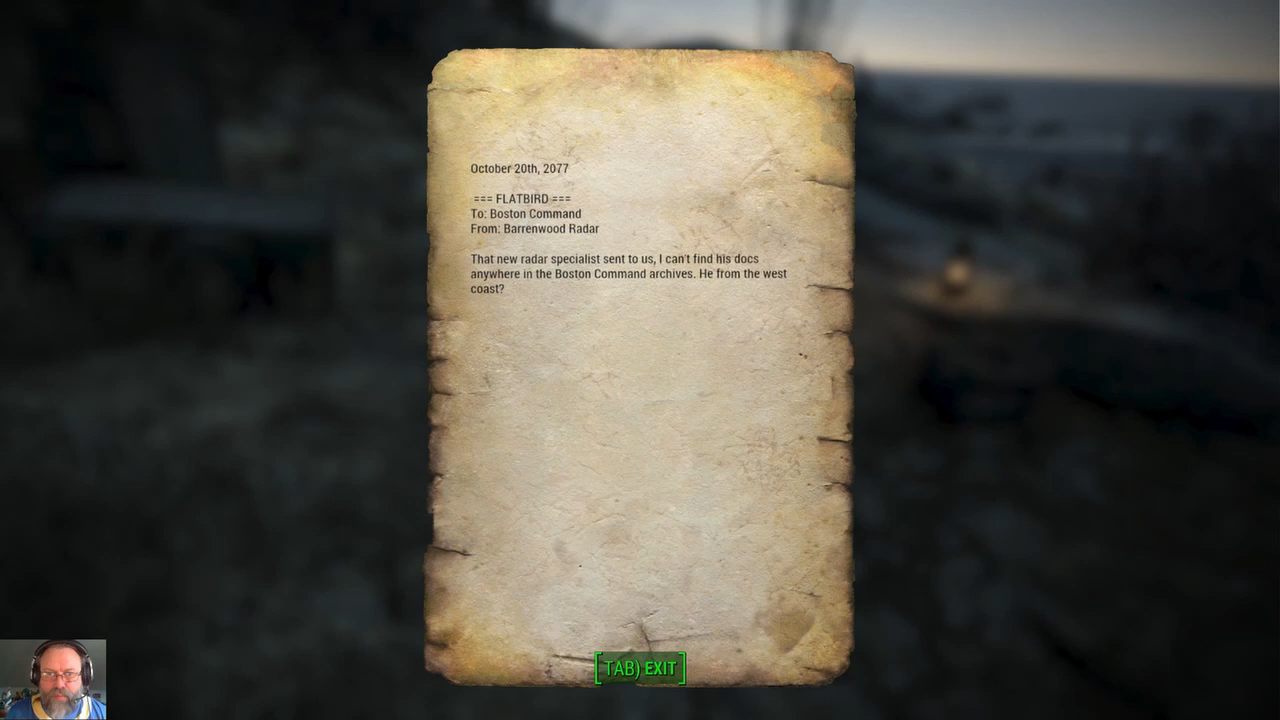 October 20th, 2077
=== FLATBIRD ===
To: Boston Command
From: Barrenwood Radar
That new radar specialist sent to us, I can't find his docs
anywhere in the Boston Command archives. He from the west
coast?
[TAB) EXIT]